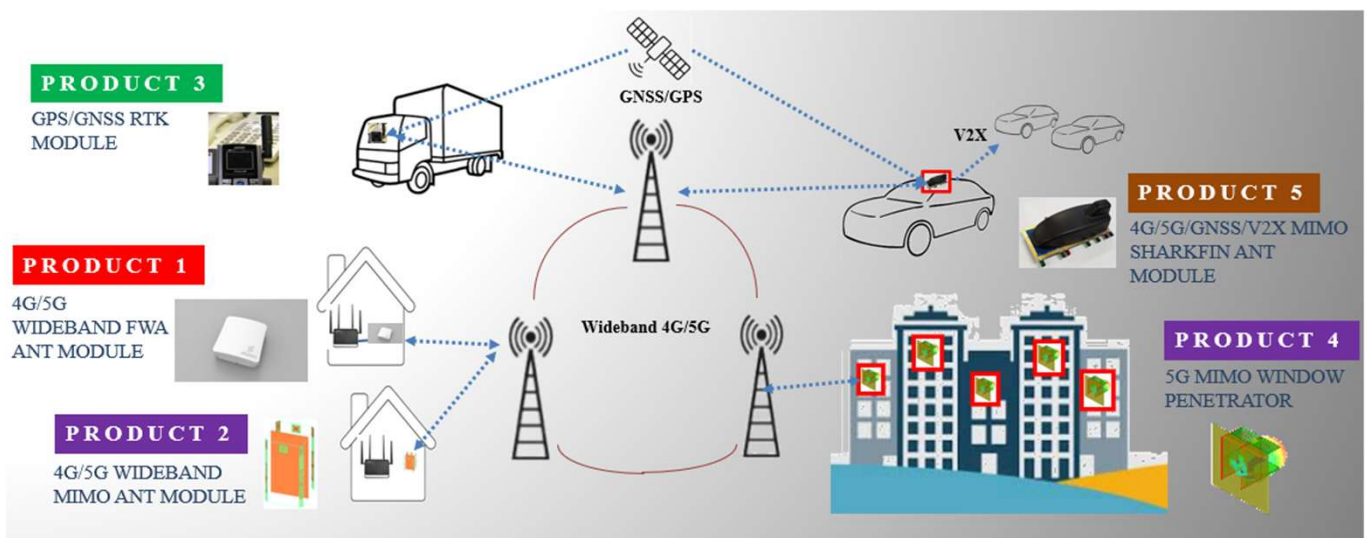 PRODUCT 3
GPS/GNSS RTK
MODULE
GNSS/GPS
V2X
PRODUCT 5
4G/5G/GNSS/V2X MIMO
SHARKFIN ANT
MODULE
PRODUCT 1
4G/5G
WIDEBAND FWA
ANT MODULE
Wideband 4G/5G
PRODUCT 4
5G MIMO WINDOW
PENETRATOR
PRODUCT 2
4G/5G WIDEBAND
MIMO ANT MODULE